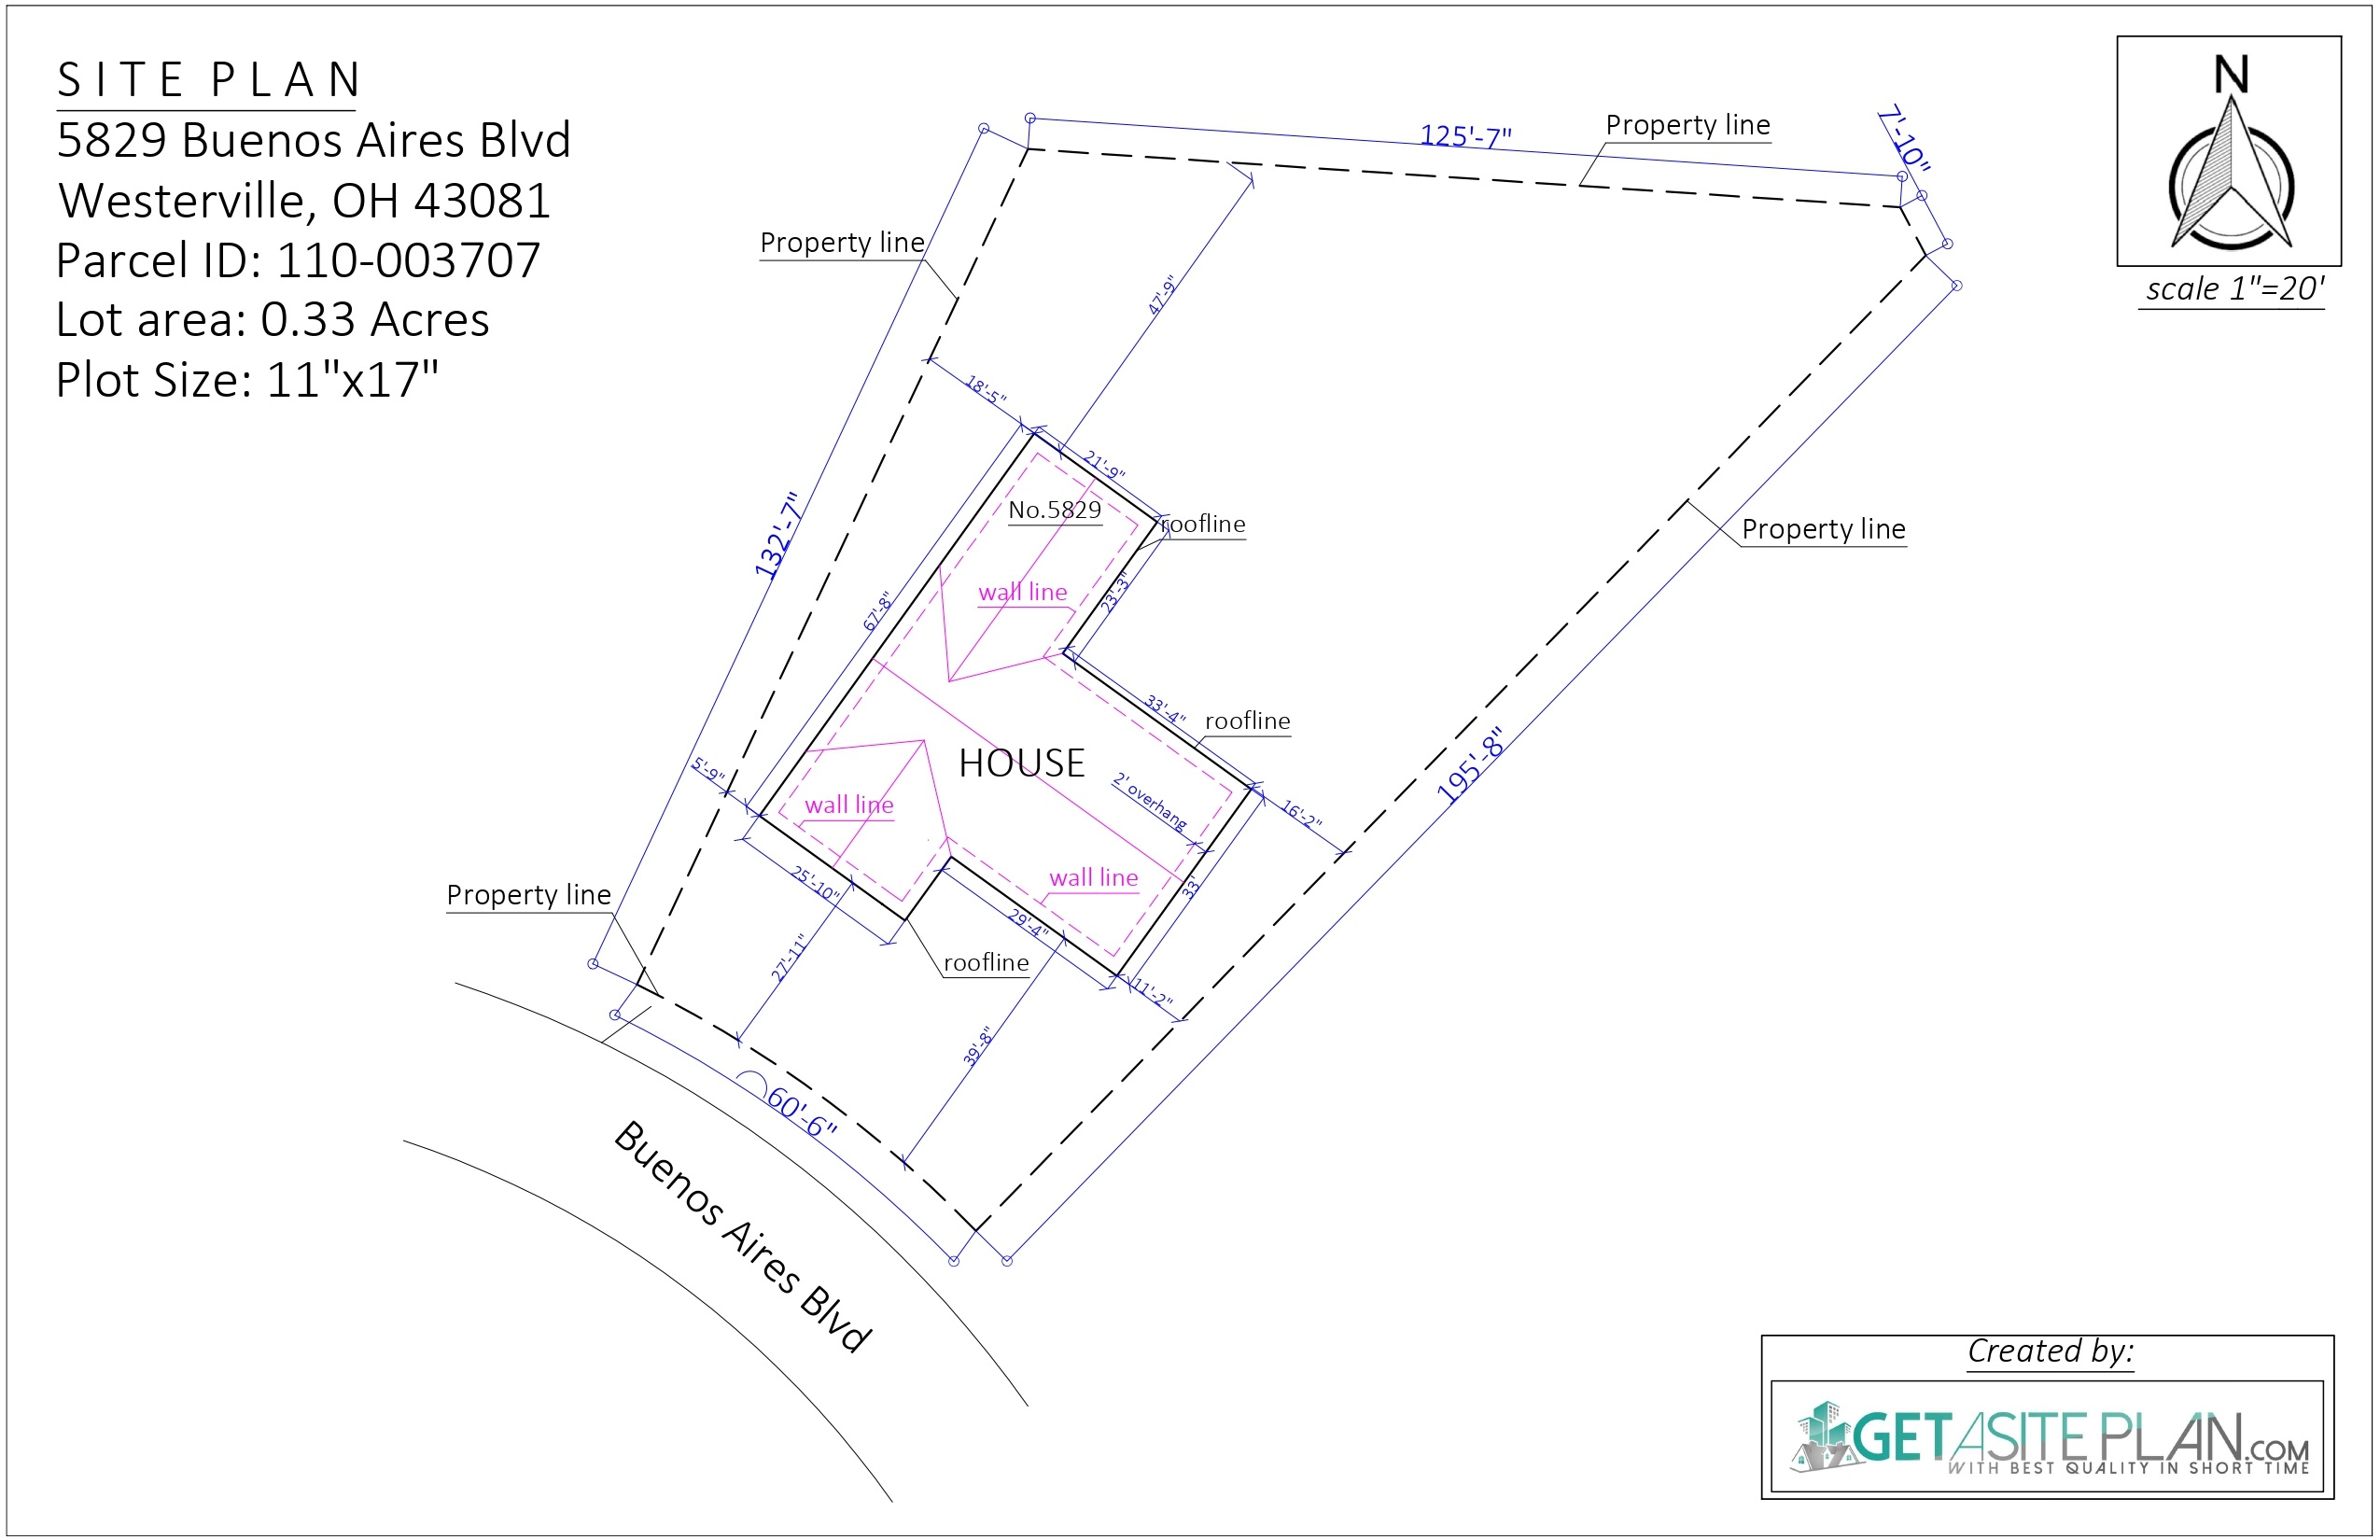 SITE PLAN
5829 Buenos Aires Blvd
Westerville, OH 43081
Parcel ID: 110-003707
Lot area: 0.33 Acres
Plot Size: 11"x17"
N
scale 1"=20'
125'-7"
Property line
7'-10"
Property line
47'-9"
18'-5"
21'-9"
No.5829
roofline
132'-7"
Property line
wall line
23'-3"
67'-8"
33'-4"
roofline
HOUSE
195'-8"
5'-9"
2' overhang
16'-2"
wall line
25'-10"
wall line
33'
Property line
29'-4"
27'-11"
roofline
11'-2"
39'-8"
60'-6"
Buenos Aires Blvd
Created by:
GETASITEPLAN.COM
WITH BEST QUALITY IN SHORT TIME